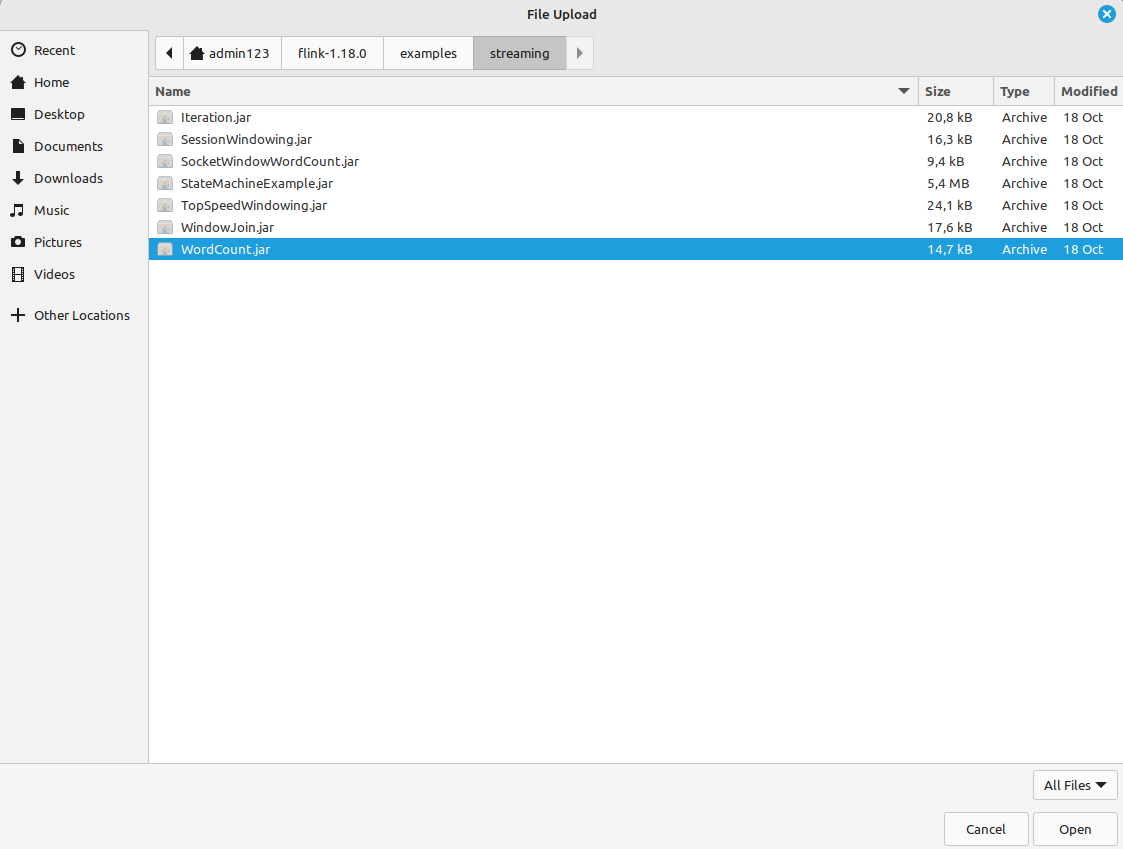 File Upload
Recent
Home
Desktop
Documents
Downloads
Music
Pictures
Videos
Other Locations
admin123 flink-1.18.0 examples streaming
Name Size Type Modified
Iteration.jar 20,8 kB Archive 18 Oct
SessionWindowing.jar 16,3 kB Archive 18 Oct
SocketWindowWordCount.jar 9,4 kB Archive 18 Oct
StateMachineExample.jar 5,4 MB Archive 18 Oct
TopSpeedWindowing.jar 24,1 kB Archive 18 Oct
WindowJoin.jar 17,6 kB Archive 18 Oct
WordCount.jar 14,7 kB Archive 18 Oct
All Files
Cancel Open